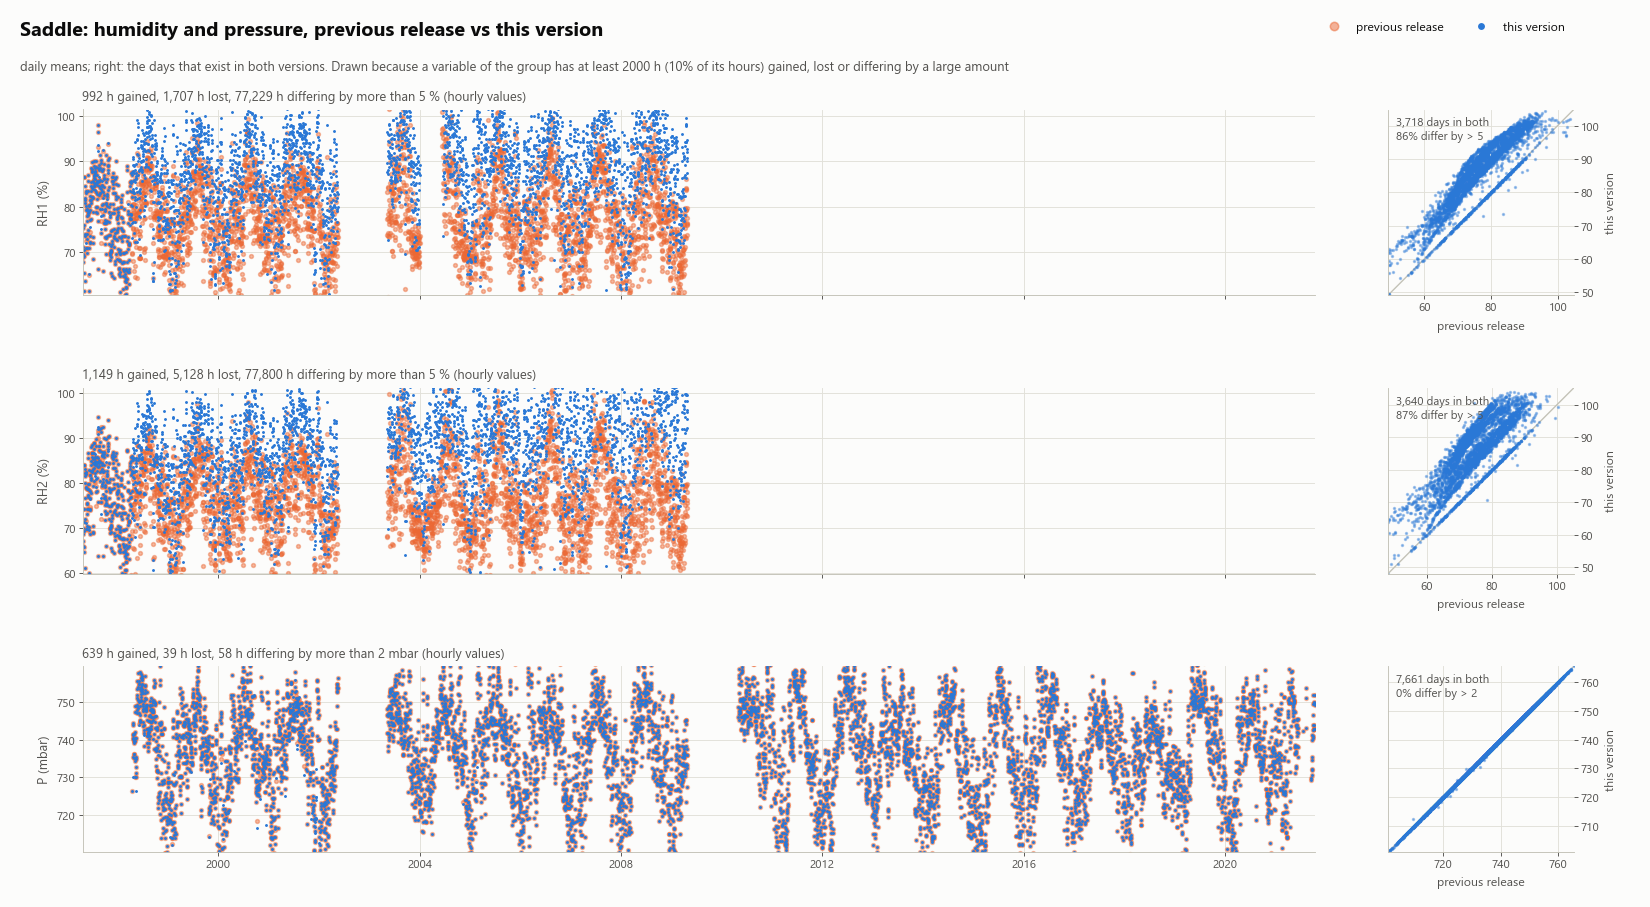 Saddle: humidity and pressure, previous release vs this version
previous release
this version
daily means; right: the days that exist in both versions. Drawn because a variable of the group has at least 2000 h (10% of its hours) gained, lost or differing by a large amount
992 h gained, 1,707 h lost, 77,229 h differing by more than 5 % (hourly values)
RH1 (%)
100
90
80
70
3,718 days in both
86% differ by > 5
100
90
80
70
60
50
this version
60
80
100
previous release
1,149 h gained, 5,128 h lost, 77,800 h differing by more than 5 % (hourly values)
RH2 (%)
100
90
80
70
60
3,640 days in both
87% differ by > 5
100
90
80
70
60
50
this version
60
80
100
previous release
639 h gained, 39 h lost, 58 h differing by more than 2 mbar (hourly values)
P (mbar)
750
740
730
720
2000
2004
2008
2012
2016
2020
7,661 days in both
0% differ by > 2
760
750
740
730
720
710
this version
720
740
760
previous release